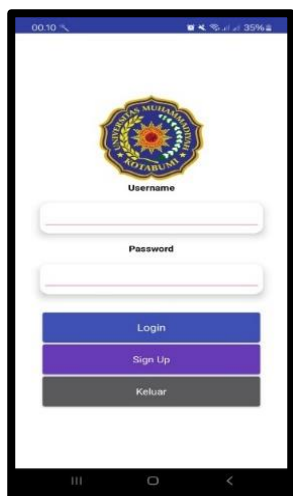 00.10 35%
UNIVERSITAS MUHAMMADIYAH
KOTABUMI
Username
Password
Login
Sign Up
Keluar